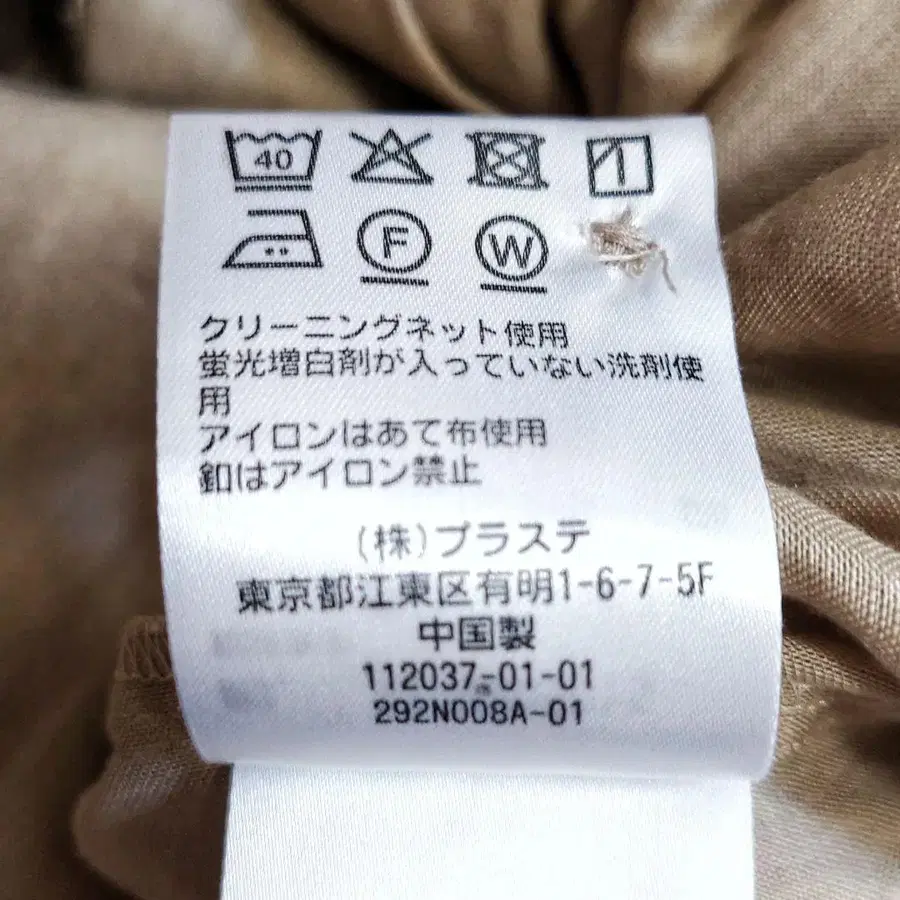 40
F W
クリーニングネット使用
蛍光増白剤が入っていない洗剤使
用
アイロンはあて布使用
釦はアイロン禁止
(株)プラステ
東京都江東区有明1-6-7-5F
中国製
112037-01-01
292N008A-01